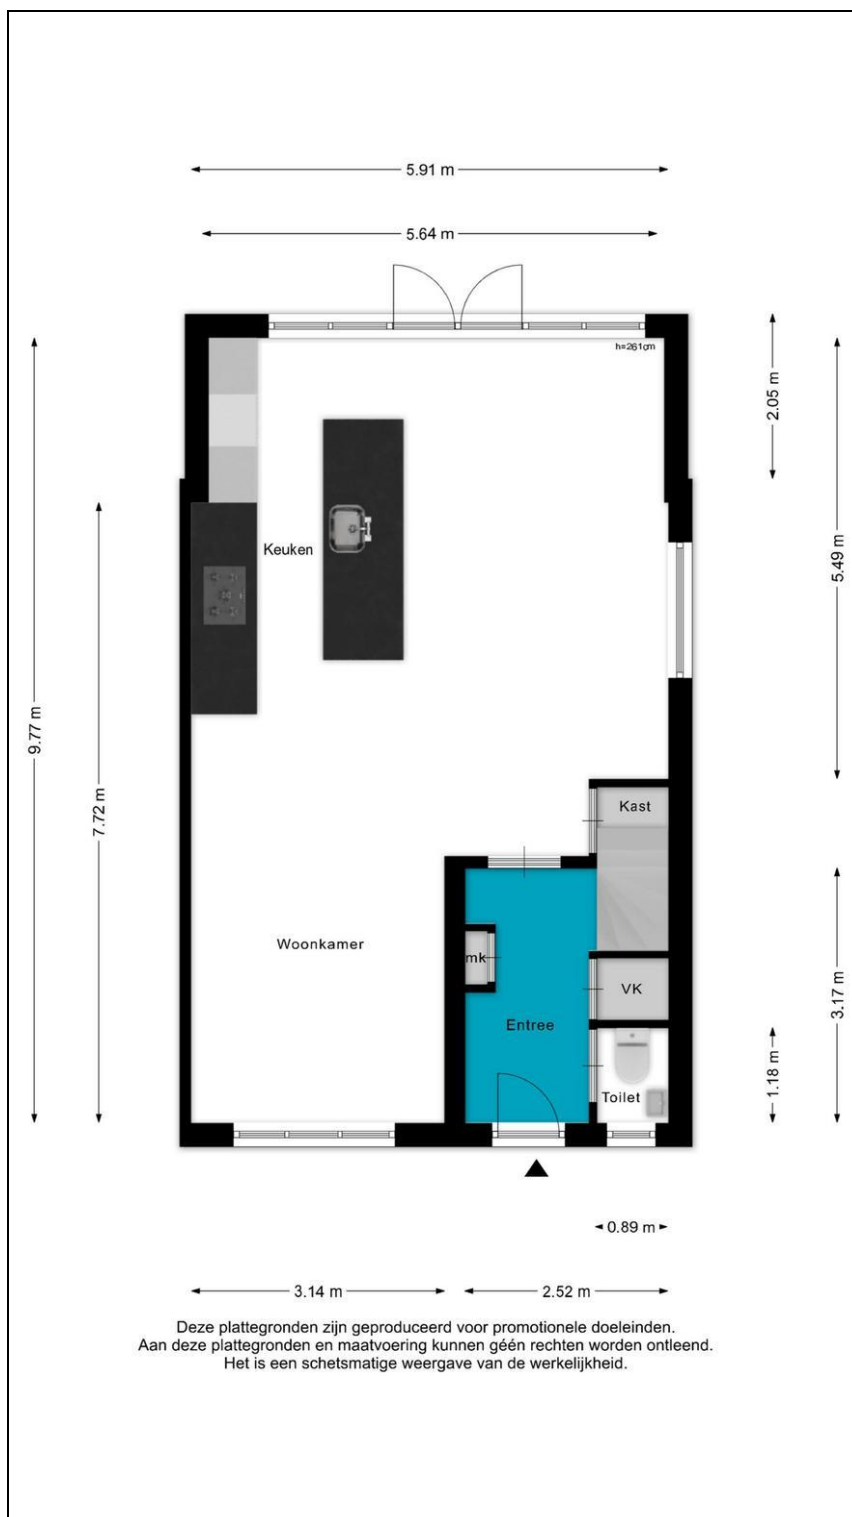 5.91 m
5.64 m
h=261cm
2.05 m
9.77 m
7.72 m
5.49 m
Keuken
Kast
Woonkamer
mk
VK
Entree
3.17 m
1.18 m
Toilet
0.89 m
3.14 m
2.52 m
Deze plattegronden zijn geproduceerd voor promotionele doeleinden.
Aan deze plattegronden en maatvoering kunnen géén rechten worden ontleend.
Het is een schetsmatige weergave van de werkelijkheid.